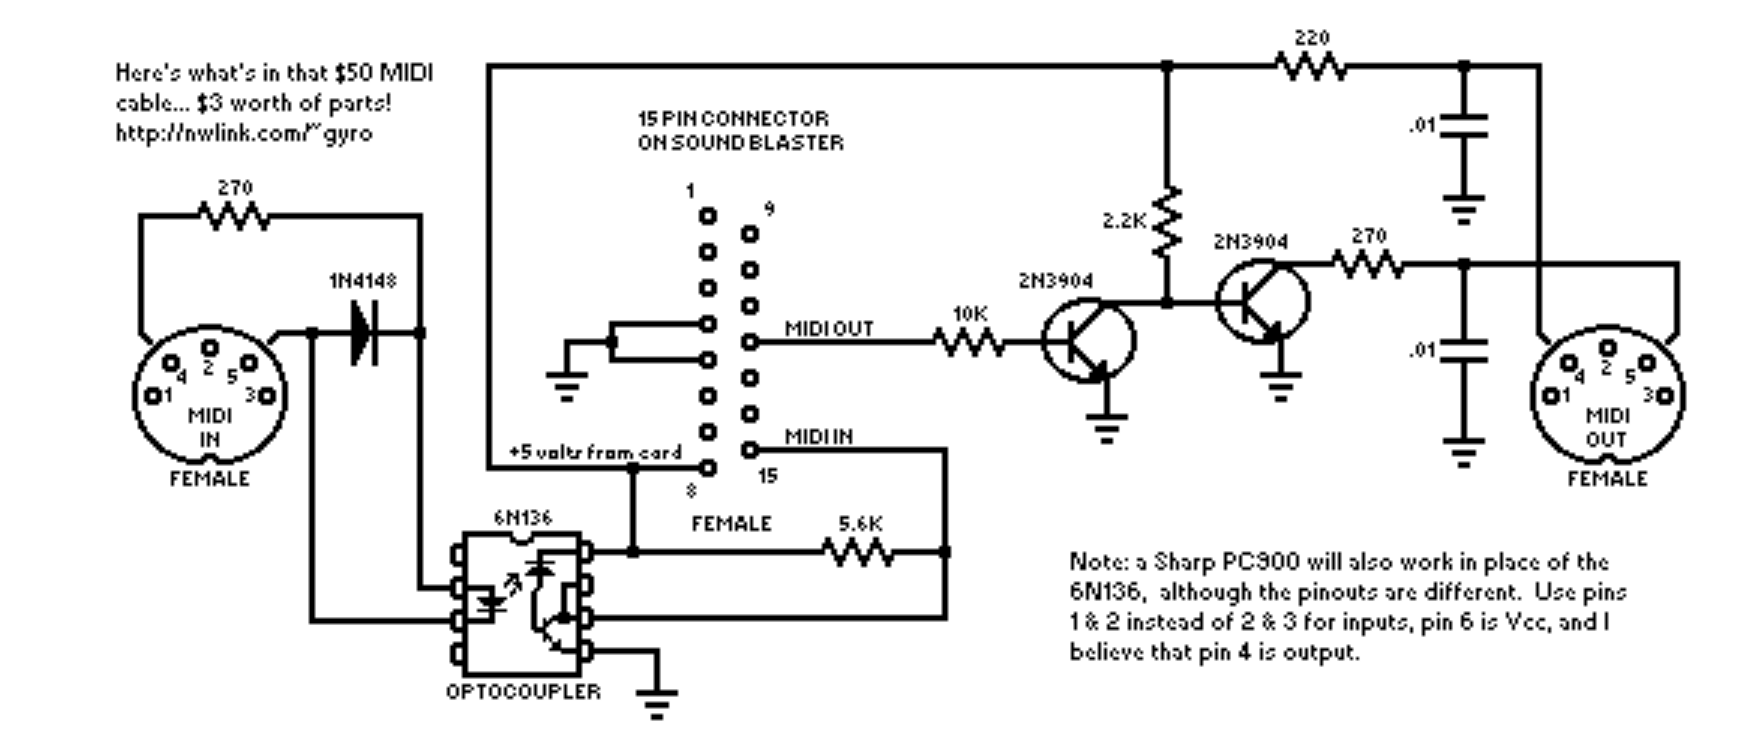 Here's what's in that $50 MIDI
cable... $3 worth of parts!
http://nwlink.com/~gyro
270
1N4148
4 2 5
1 3
MIDI
IN
FEMALE
15 PIN CONNECTOR
ON SOUND BLASTER
1
9
MIDI OUT
MIDI IN
+5 volts from card
15
8
FEMALE
6N136
OPTOCOUPLER
5.6K
10K
2N3904
2.2K
2N3904
220
.01
270
.01
4 2 5
1 3
MIDI
OUT
FEMALE
Note: a Sharp PC900 will also work in place of the
6N136, although the pinouts are different. Use pins
1 & 2 instead of 2 & 3 for inputs, pin 6 is Vcc, and I
believe that pin 4 is output.